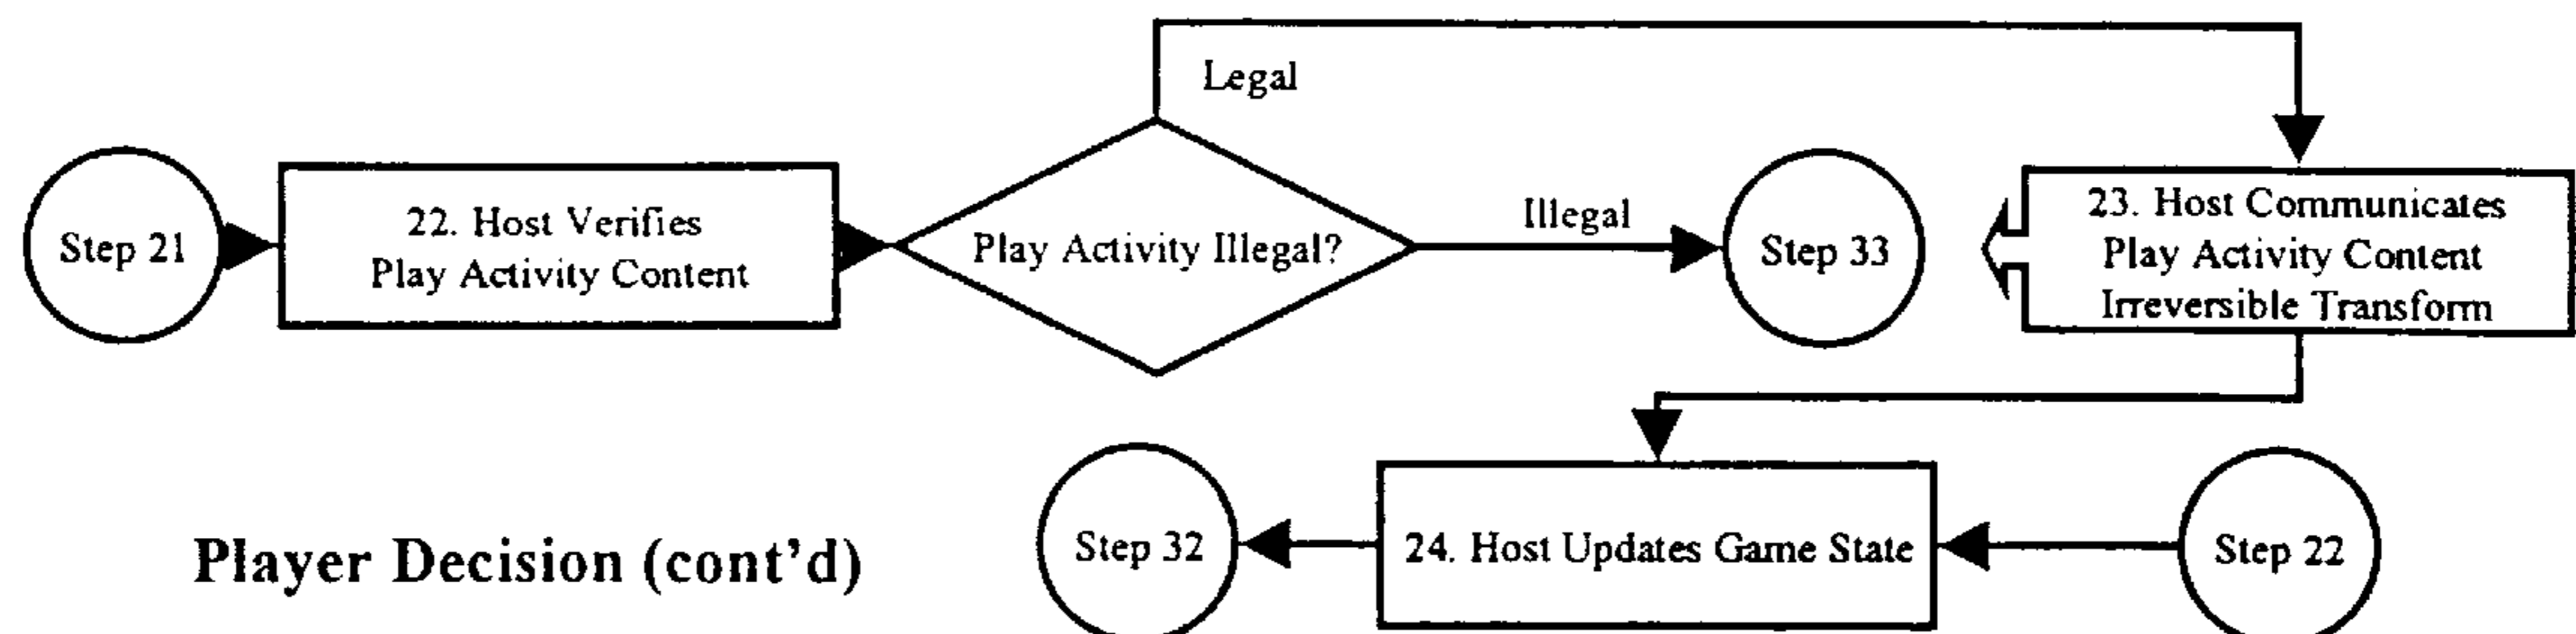 Legal
Step 21
22. Host Verifies
Play Activity Content
Play Activity Illegal?
Illegal
Step 33
23. Host Communicates
Play Activity Content
Irreversible Transform
Player Decision (cont'd)
Step 32
24. Host Updates Game State
Step 22